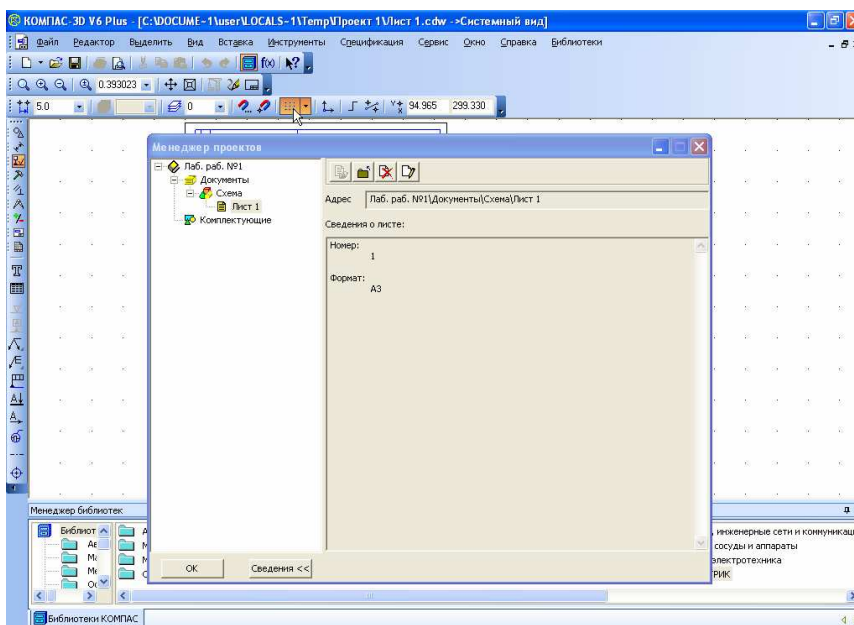 КОМПАС-3D V6 Plus - [C:\DOCUME~1\user\LOCALS~1\Temp\Проект 1\Лист 1.cdw ->Системный вид]
Файл Редактор Выделить Вид Вставка Инструменты Спецификация Сервис Окно Справка Библиотеки
f(x)
0.393023
5.0 0 94.965 299.330
Менеджер проектов
Лаб. раб. №1
Документы
Схема
Лист 1
Комплектующие
Адрес Лаб. раб. №1\Документы\Схема\Лист 1
Сведения о листе:
Номер:
1
Формат:
A3
OK Сведения <<
Менеджер библиотек
Библиот
инженерные сети и коммуникац
сосуды и аппараты
электротехника
РИК
Библиотеки КОМПАС